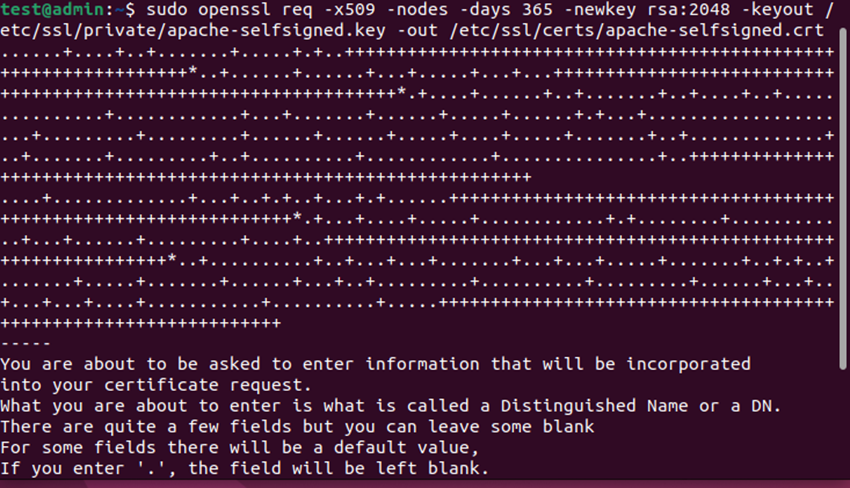 test@admin:~$ sudo openssl req -x509 -nodes -days 365 -newkey rsa:2048 -keyout /
etc/ssl/private/apache-selfsigned.key -out /etc/ssl/certs/apache-selfsigned.crt
......+....+..+.......+.....+.+..+++++++++++++++++++++++++++++++++++++++++++++++
++++++++++++++++++*..+......+......+...+.....+...+...+++++++++++++++++++++++++++
++++++++++++++++++++++++++++++++++++++*.+....+......+..+.......+..+....+..+.....
..........+............+...+.......+......+.....+......+.+...+..................
...+.........+.........+......+......+.....+....+.....+.......+..+.............+
..+.......+.........+..+..........+............+...............+..++++++++++++++
+++++++++++++++++++++++++++++++++++++++++++++++++++
....+.............+...+..+.+..+...+.+......+++++++++++++++++++++++++++++++++++++
++++++++++++++++++++++++++++*.+...+....+.....+............+.+........+..........
..+...+......+.........+....+..+++++++++++++++++++++++++++++++++++++++++++++++++
++++++++++++++++*..+..........+..+...+...+.......+...+...+.....+.......+..+.+..+
.......+.....+......+......+...+..+.........+..........+.........+......+...+..
+...+...+....+...........+..........+.....++++++++++++++++++++++++++++++++++++++
+++++++++++++++++++++++++++
-----
You are about to be asked to enter information that will be incorporated
into your certificate request.
What you are about to enter is what is called a Distinguished Name or a DN.
There are quite a few fields but you can leave some blank
For some fields there will be a default value,
If you enter '.', the field will be left blank.